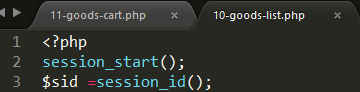 11-goods-cart.php × 10-goods-list.php ×
1 <?php
2 session_start();
3 $sid =session_id();